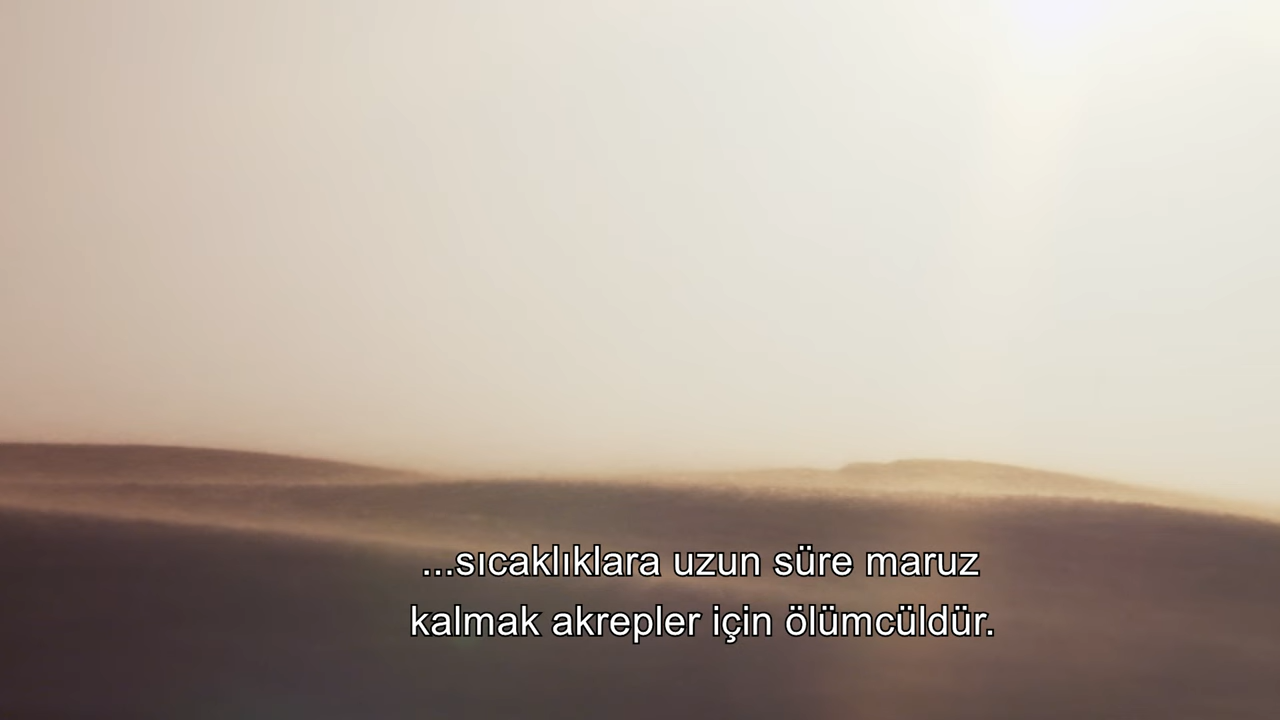 ...sıcaklıklara uzun süre maruz
kalmak akrepler için ölümcüldür.